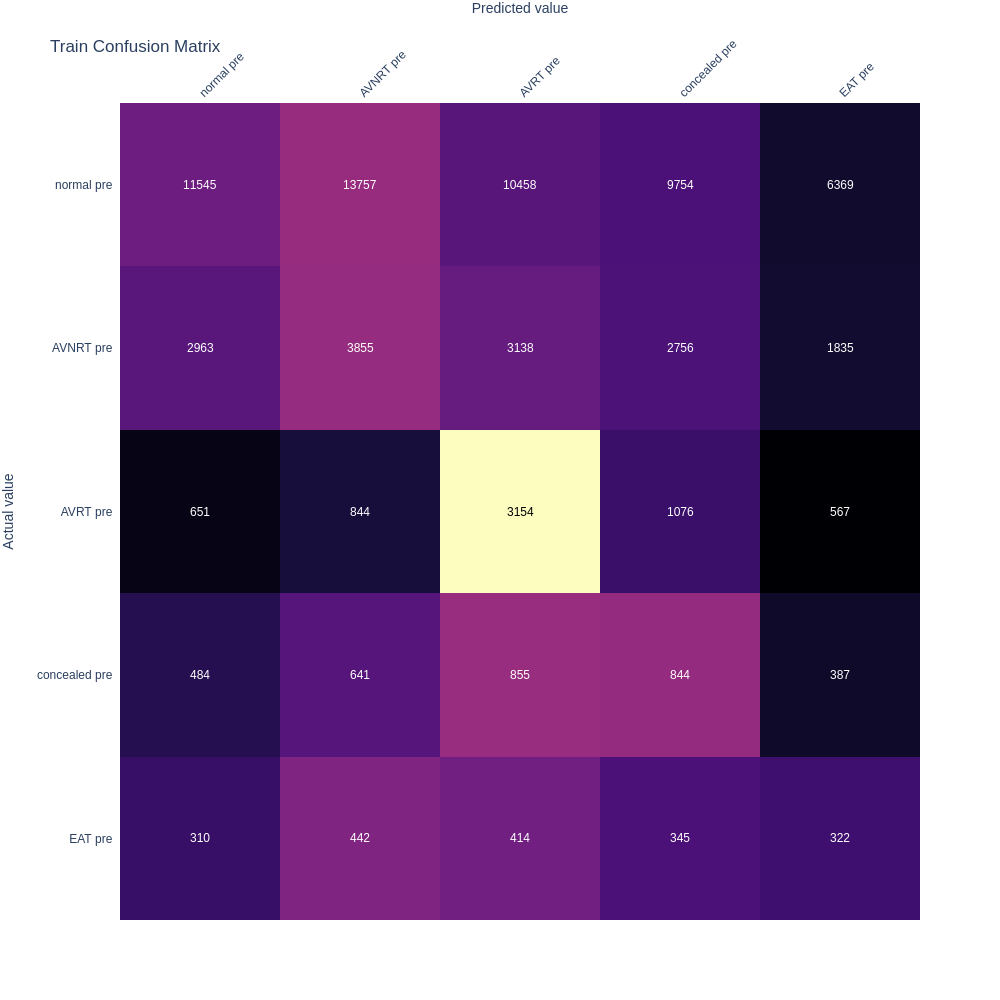 Predicted value
Train Confusion Matrix
normal pre AVNRT pre AVRT pre concealed pre EAT pre
normal pre 11545 13757 10458 9754 6369
AVNRT pre 2963 3855 3138 2756 1835
Actual value
AVRT pre 651 844 3154 1076 567
concealed pre 484 641 855 844 387
EAT pre 310 442 414 345 322